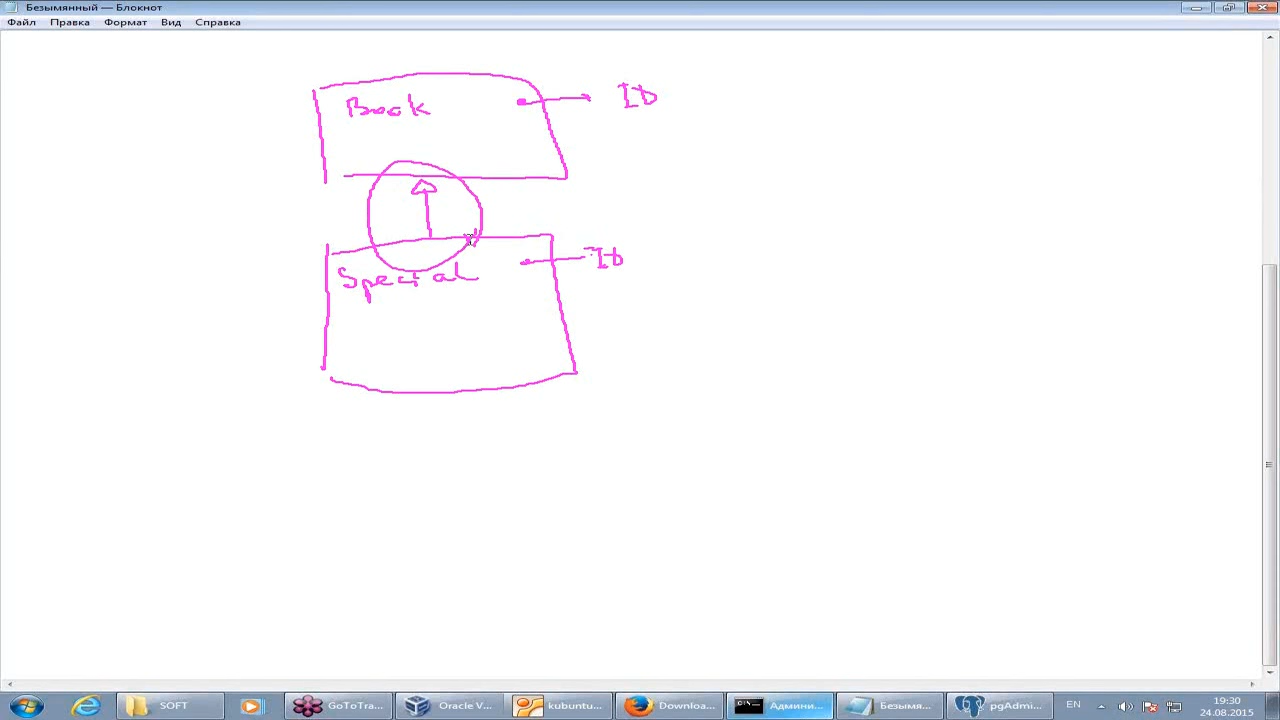 Безымянный — Блокнот
Файл Правка Формат Вид Справка
Book
ID
Special
Id
SOFT
GoToTra...
Oracle V...
kubuntu...
Downloa...
Админи...
Безымя...
pgAdmi...
EN
19:30
24.08.2015